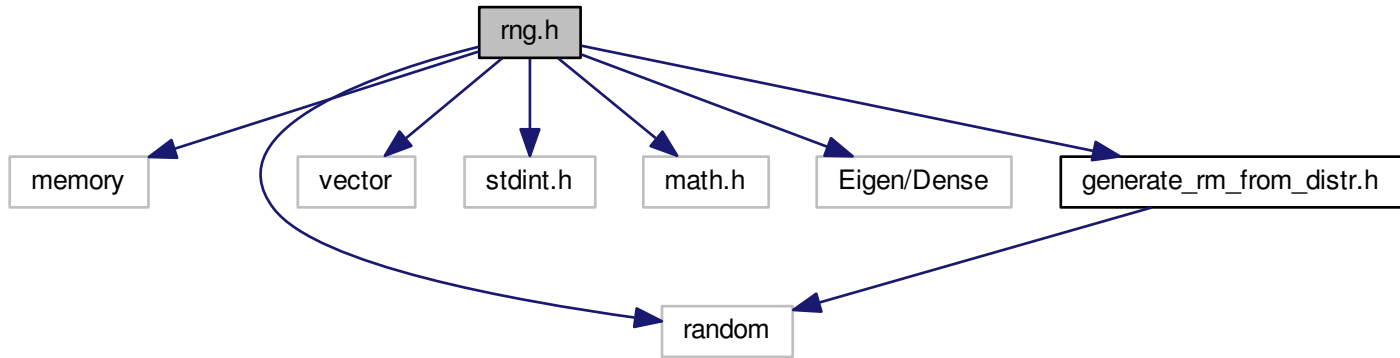 rng.h
memory
vector
stdint.h
math.h
Eigen/Dense
generate_rm_from_distr.h
random